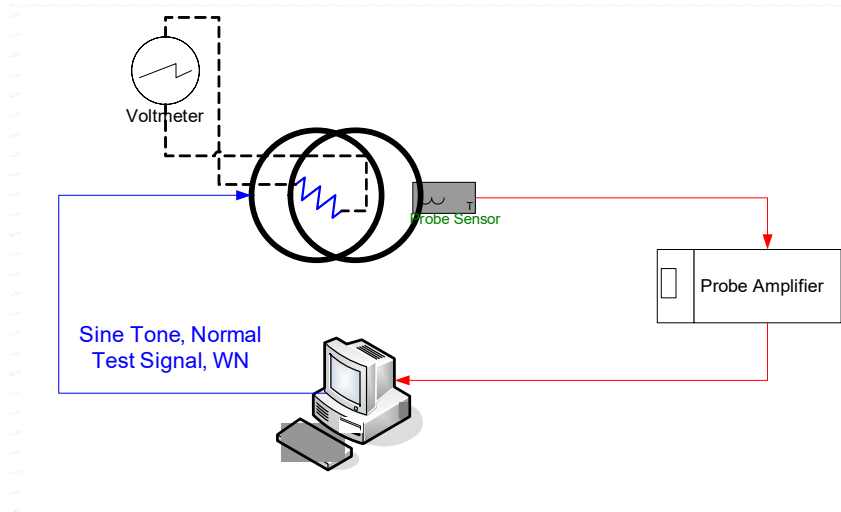 Voltmeter
T
Probe Sensor
Probe Amplifier
Sine Tone, Normal
Test Signal, WN